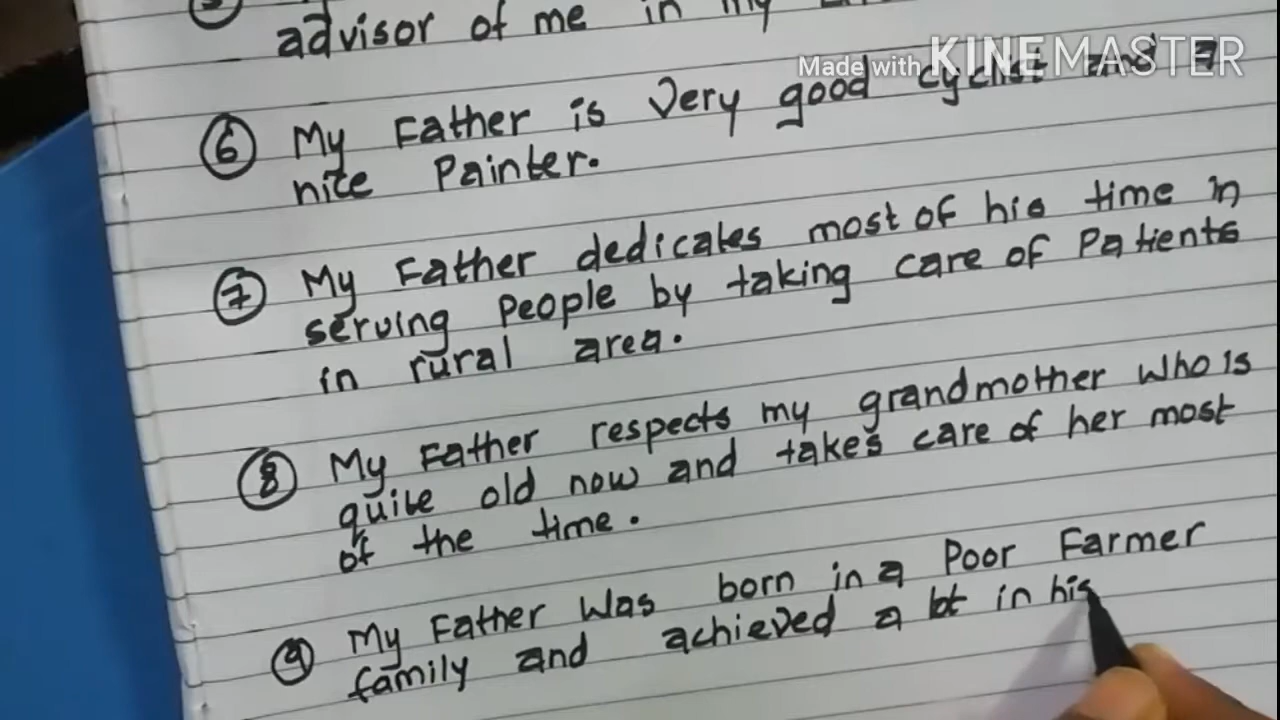 advisor of me in my
Made with KINEMASTER
6 My Father is very good cyclist and a
nice Painter.
7 My Father dedicates most of his time in
serving People by taking care of Patients
in rural area.
8 My Father respects my grandmother who is
quite old now and takes care of her most
of the time.
9 My Father was born in a Poor Farmer
family and achieved a lot in his